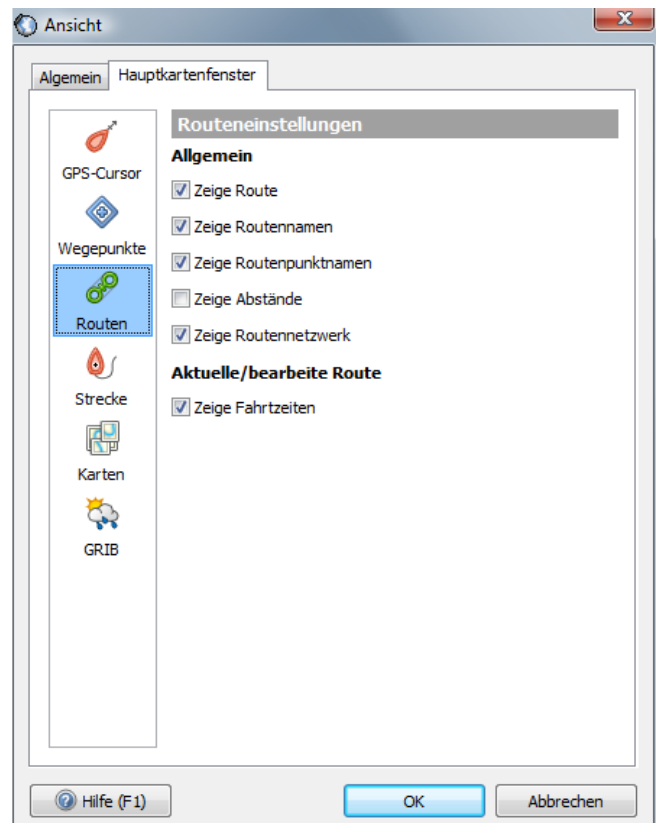 Ansicht
Algemein Hauptkartenfenster
GPS-Cursor
Wegepunkte
Routen
Strecke
Karten
GRIB
Routeneinstellungen
Allgemein
Zeige Route
Zeige Routennamen
Zeige Routenpunktnamen
Zeige Abstände
Zeige Routennetzwerk
Aktuelle/bearbeite Route
Zeige Fahrtzeiten
Hilfe (F1) OK Abbrechen